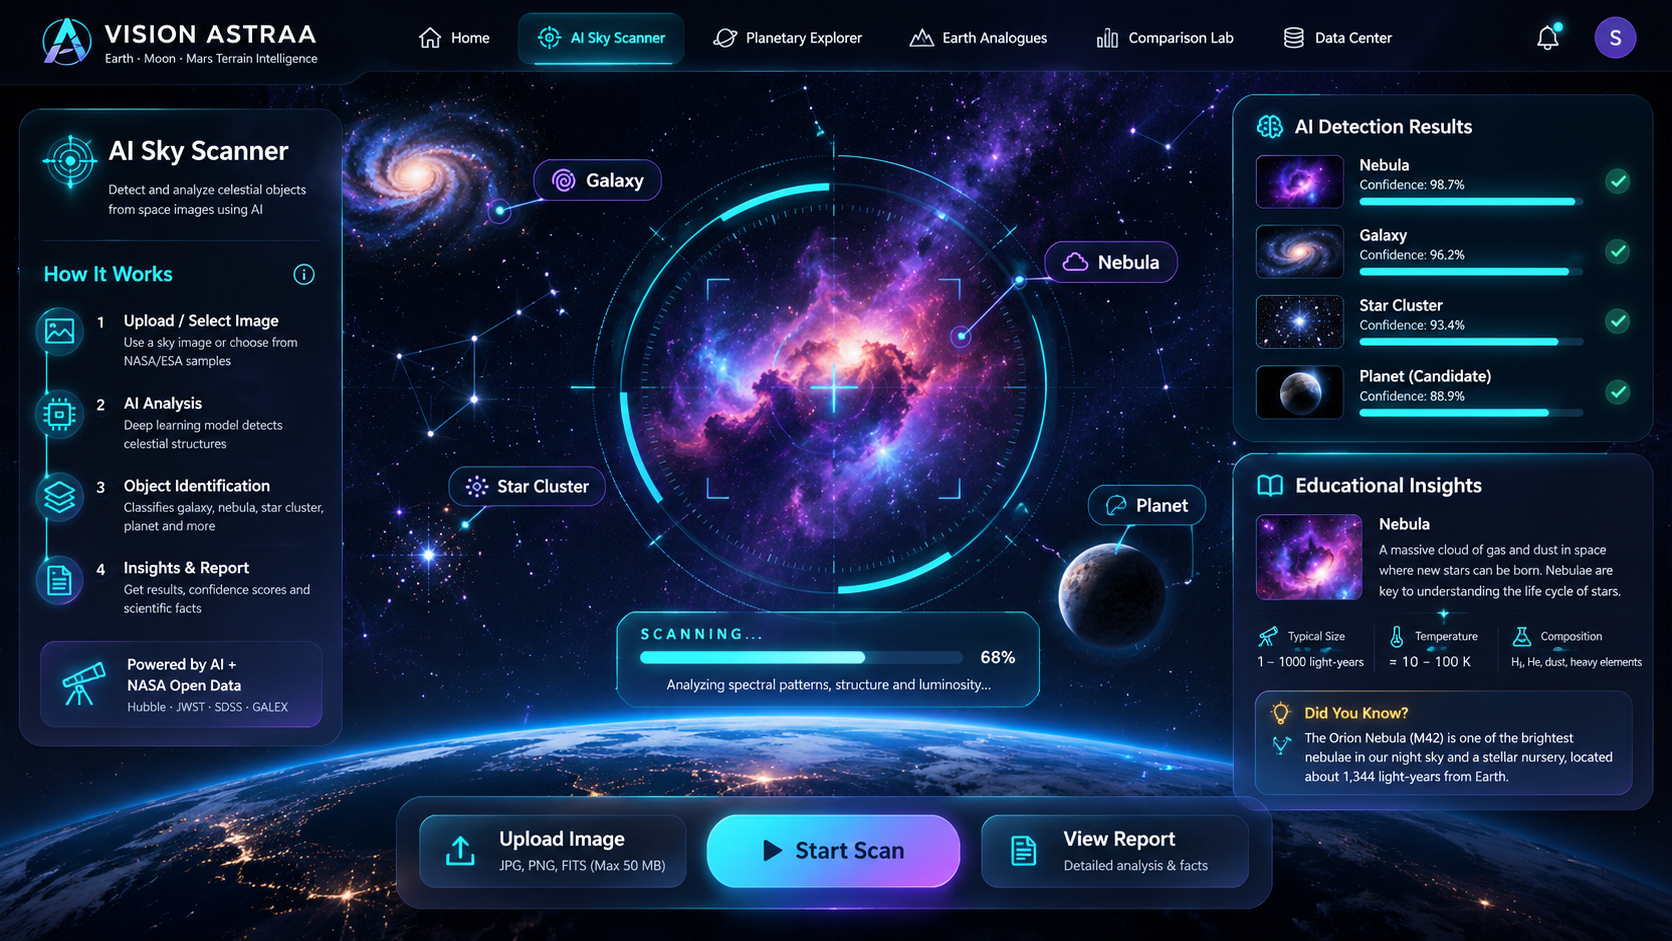 VISION ASTRAA
Earth · Moon · Mars Terrain Intelligence
Home
AI Sky Scanner
Planetary Explorer
Earth Analogues
Comparison Lab
Data Center
S
AI Sky Scanner
Detect and analyze celestial objects
from space images using AI
How It Works
1
Upload / Select Image
Use a sky image or choose from
NASA/ESA samples
2
AI Analysis
Deep learning model detects
celestial structures
3
Object Identification
Classifies galaxy, nebula, star cluster,
planet and more
4
Insights & Report
Get results, confidence scores and
scientific facts
Powered by AI +
NASA Open Data
Hubble · JWST · SDSS · GALEX
Galaxy
Nebula
Star Cluster
Planet
SCANNING...
68%
Analyzing spectral patterns, structure and luminosity...
Upload Image
JPG, PNG, FITS (Max 50 MB)
Start Scan
View Report
Detailed analysis & facts
AI Detection Results
Nebula
Confidence: 98.7%
Galaxy
Confidence: 96.2%
Star Cluster
Confidence: 93.4%
Planet (Candidate)
Confidence: 88.9%
Educational Insights
Nebula
A massive cloud of gas and dust in space
where new stars can be born. Nebulae are
key to understanding the life cycle of stars.
Typical Size
1 – 1000 light-years
Temperature
= 10 – 100 K
Composition
H₂, He, dust, heavy elements
Did You Know?
The Orion Nebula (M42) is one of the brightest
nebulae in our night sky and a stellar nursery, located
about 1,344 light-years from Earth.